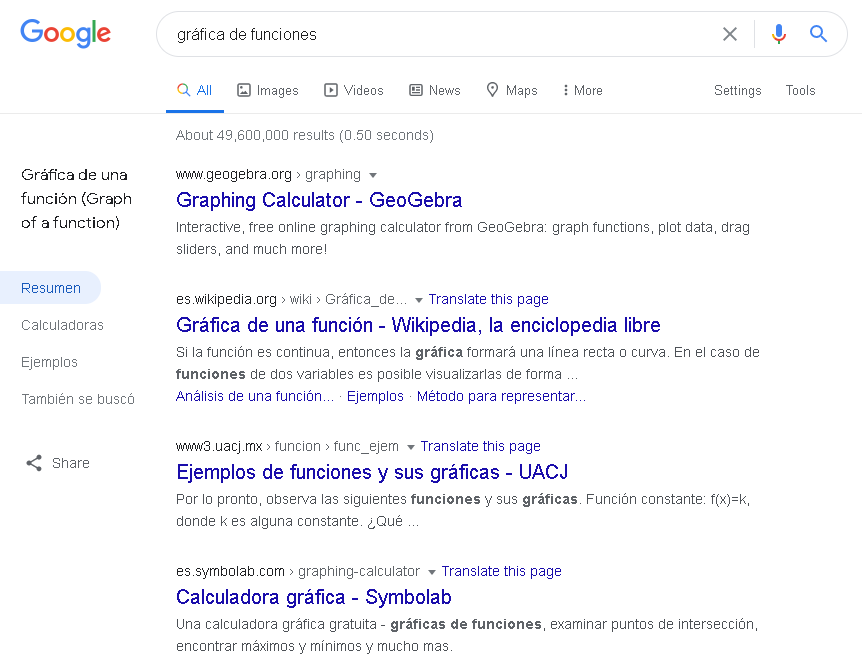 Google
gráfica de funciones
All Images Videos News Maps More Settings Tools
About 49,600,000 results (0.50 seconds)
Gráfica de una
función (Graph
of a function)
Resumen
Calculadoras
Ejemplos
También se buscó
Share
www.geogebra.org › graphing
Graphing Calculator - GeoGebra
Interactive, free online graphing calculator from GeoGebra: graph functions, plot data, drag
sliders, and much more!
es.wikipedia.org › wiki › Gráfica_de... Translate this page
Gráfica de una función - Wikipedia, la enciclopedia libre
Si la función es continua, entonces la gráfica formará una línea recta o curva. En el caso de
funciones de dos variables es posible visualizarlas de forma ...
Análisis de una función... · Ejemplos · Método para representar...
www3.uacj.mx › funcion › func_ejem Translate this page
Ejemplos de funciones y sus gráficas - UACJ
Por lo pronto, observa las siguientes funciones y sus gráficas. Función constante: f(x)=k,
donde k es alguna constante. ¿Qué ...
es.symbolab.com › graphing-calculator Translate this page
Calculadora gráfica - Symbolab
Una calculadora gráfica gratuita - gráficas de funciones, examinar puntos de intersección,
encontrar máximos y mínimos y mucho mas.